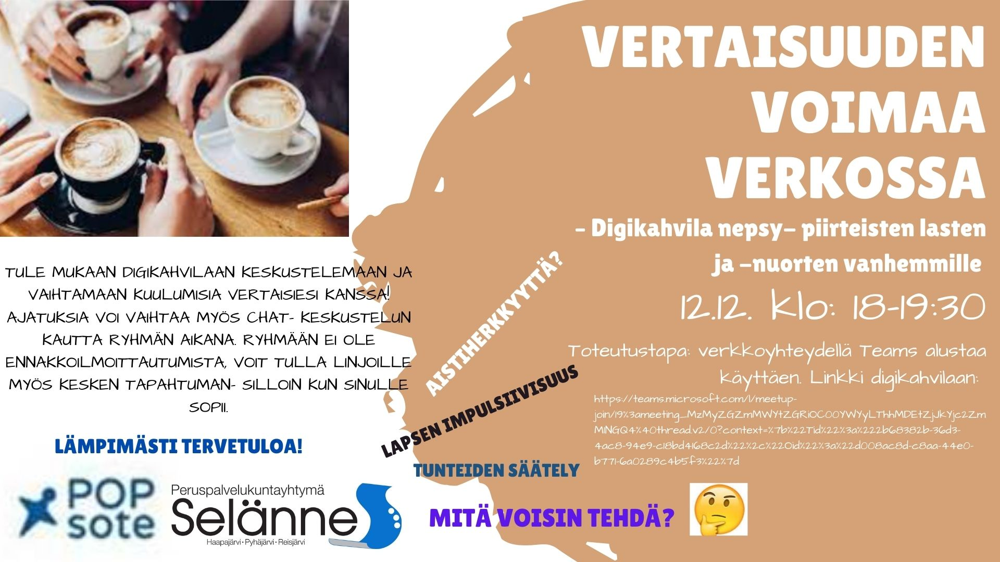 VERTAISUUDEN
VOIMAA
VERKOSSA
- Digikahvila nepsy- piirteisten lasten
ja -nuorten vanhemmille
12.12. klo: 18-19:30
Toteutustapa: verkkoyhteydellä Teams alustaa
käyttäen. Linkki digikahvilaan:
https://teams.microsoft.com/l/meetup-
join/19%3ameeting_MzMyZGZmMWYtZGRiOC00YWYyLThhMDEtZjJkYjc2Zm
MlNGQ4%40thread.v2/0?context=%7b%22Tid%22%3a%222b68382b-36d3-
4ac8-94e9-c18bd4168c2d%22%2c%22Oid%22%3a%22d008ac8d-c8aa-44e0-
b771-6a0289c4b5f3%22%7d
TULE MUKAAN DIGIKAHVILAAN KESKUSTELEMAAN JA
VAIHTAMAAN KUULUMISIA VERTAISIESI KANSSA!
AJATUKSIA VOI VAIHTAA MYÖS CHAT- KESKUSTELUN
KAUTTA RYHMÄN AIKANA. RYHMÄÄN EI OLE
ENNAKKOILMOITTAUTUMISTA, VOIT TULLA LINJOILLE
MYÖS KESKEN TAPAHTUMAN- SILLOIN KUN SINULLE
SOPII.
LÄMPIMÄSTI TERVETULOA!
AISTIHERKKYYTTÄ?
LAPSEN IMPULSIIVISUUS
TUNTEIDEN SÄÄTELY
MITÄ VOISIN TEHDÄ?
POP
sote
Peruspalvelukuntayhtymä
Selänne
Haapajärvi · Pyhäjärvi · Reisjärvi